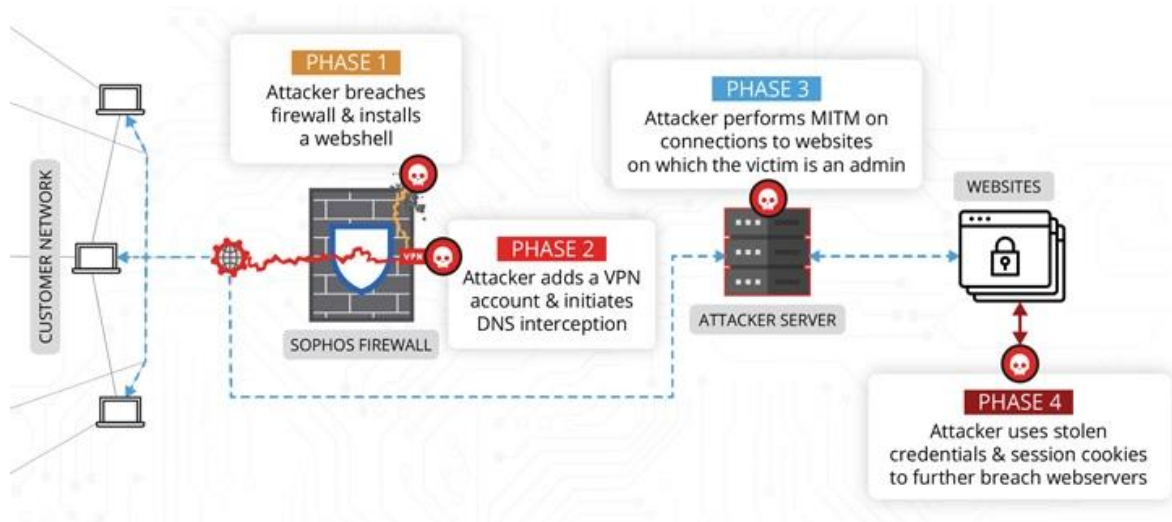 PHASE 1
Attacker breaches
firewall & installs
a webshell
PHASE 3
Attacker performs MITM on
connections to websites
on which the victim is an admin
CUSTOMER NETWORK
WEBSITES
VPN
PHASE 2
Attacker adds a VPN
account & initiates
DNS interception
SOPHOS FIREWALL
ATTACKER SERVER
PHASE 4
Attacker uses stolen
credentials & session cookies
to further breach webservers